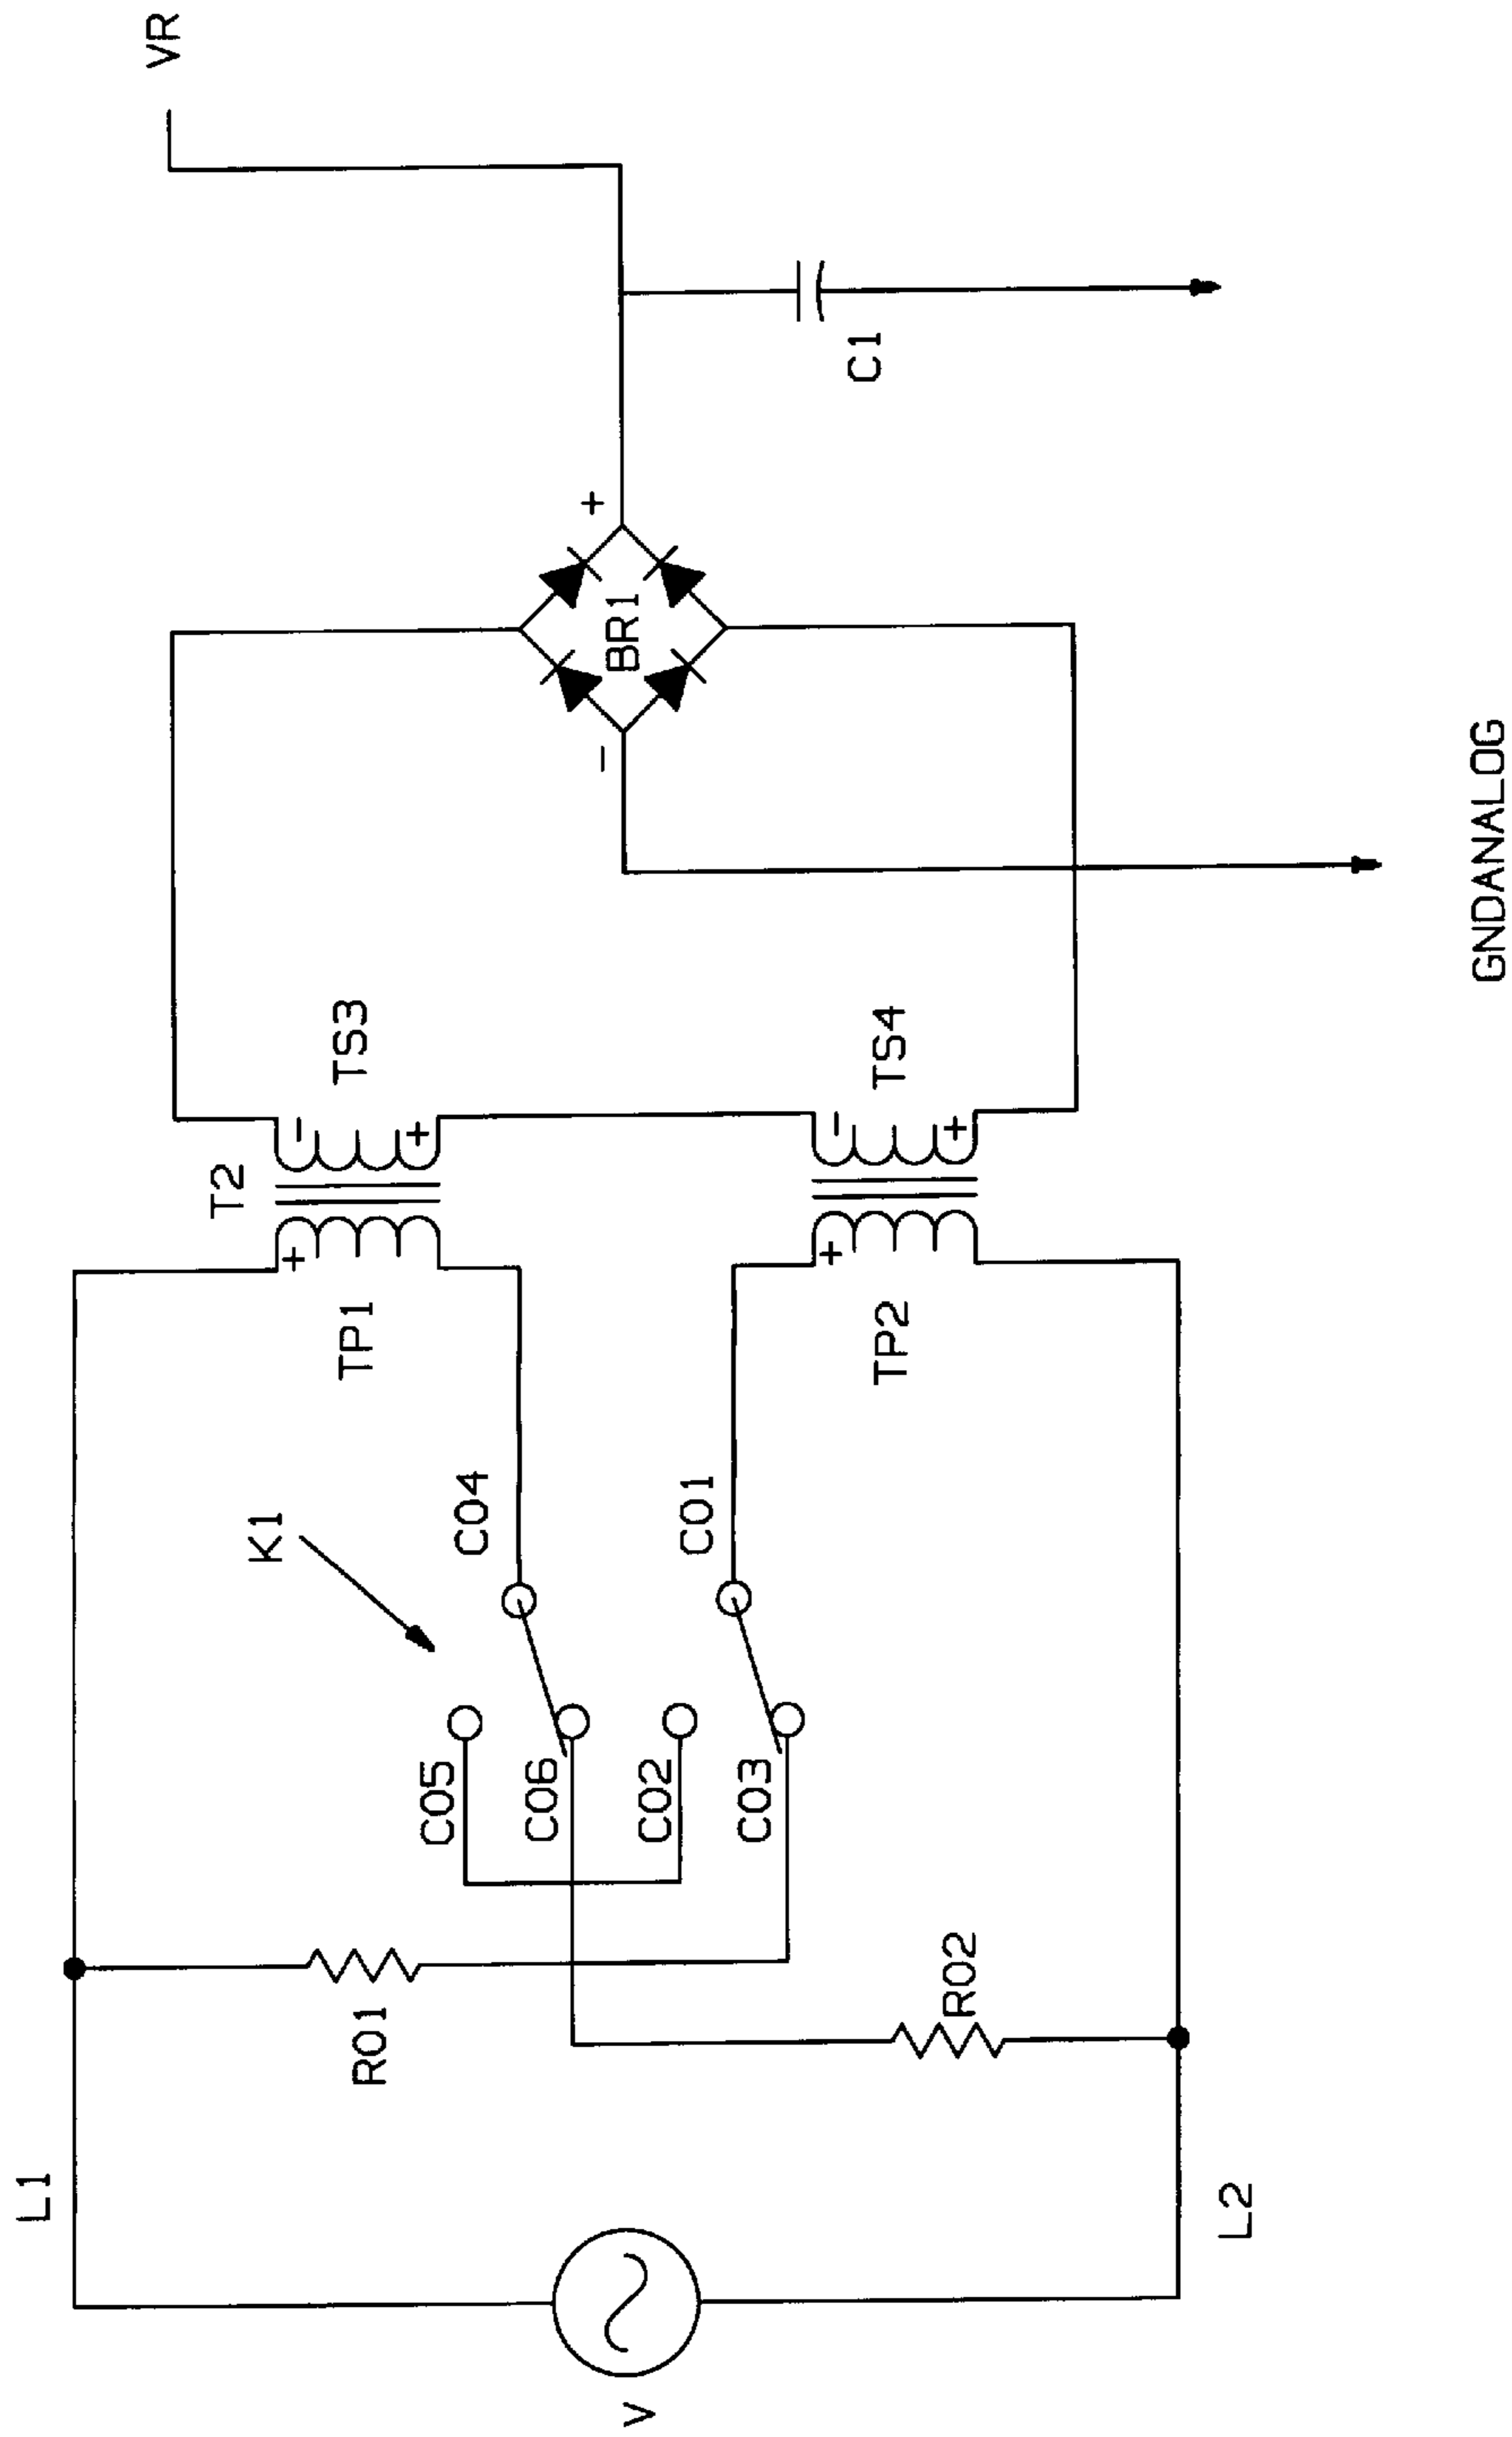 VR
C1
+
BR1
-
GNDANALOG
TS3
TS4
-
+
-
+
T2
+
+
TP1
TP2
K1
C04
C01
C05
C06
C02
C03
R01
R02
L1
L2
V